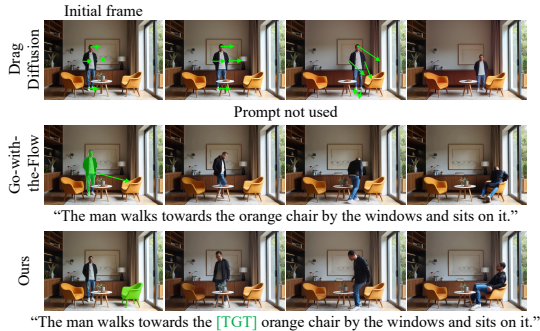 Initial frame
Drag
Diffusion
Prompt not used
Go-with-
the-Flow
“The man walks towards the orange chair by the windows and sits on it.”
Ours
“The man walks towards the [TGT] orange chair by the windows and sits on it.”